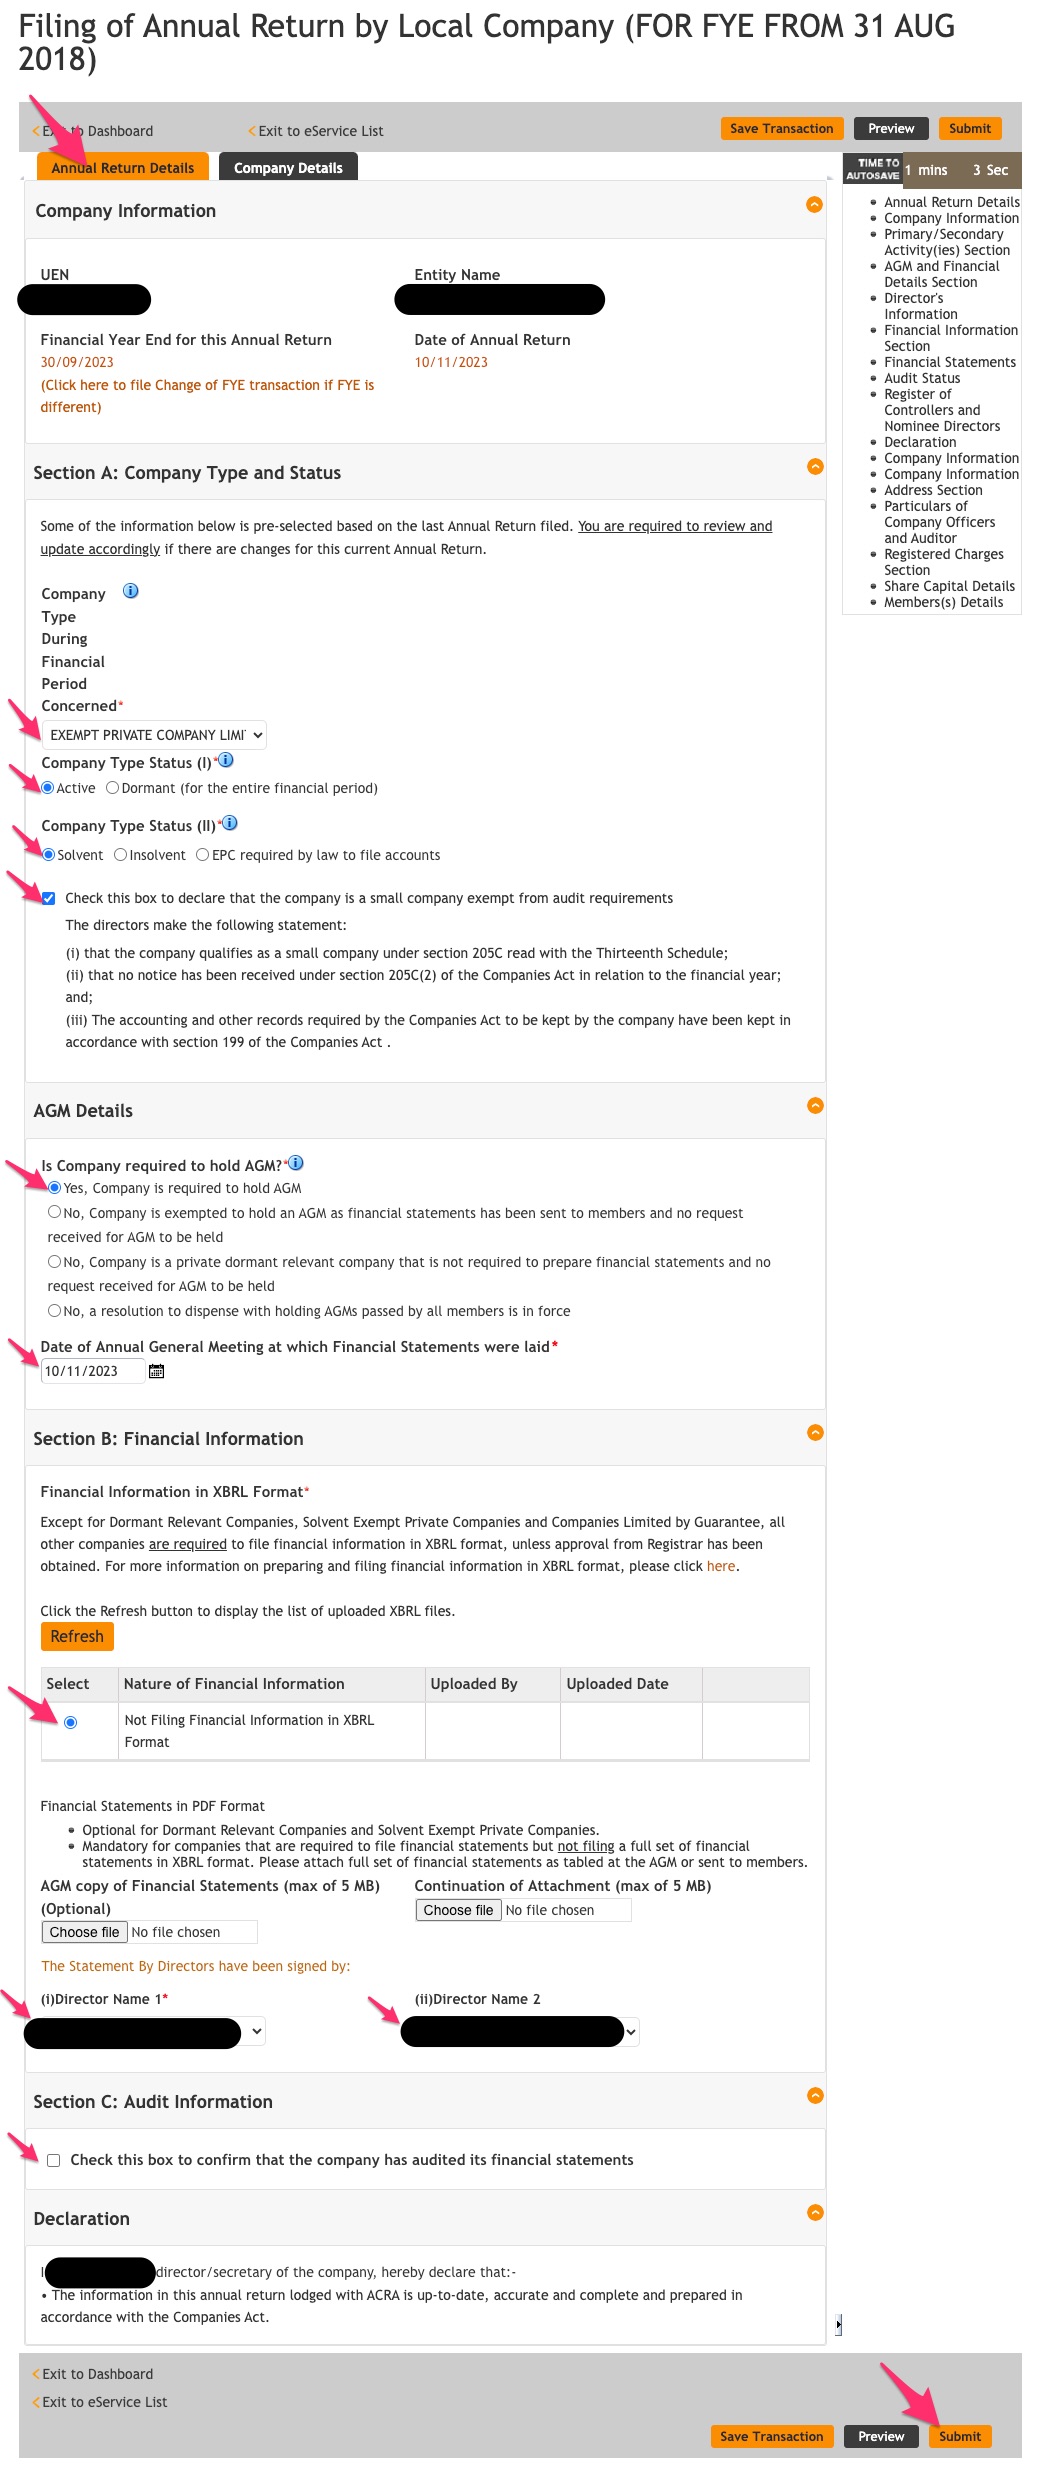 Filing of Annual Return by Local Company (FOR FYE FROM 31 AUG
2018)
Exit to Dashboard
Exit to eService List
Save Transaction
Preview
Submit
Annual Return Details
Company Details
TIME TO
AUTOSAVE
1 mins 3 Sec
Annual Return Details
Company Information
Primary/Secondary
Activity(ies) Section
AGM and Financial
Details Section
Director's
Information
Financial Information
Section
Financial Statements
Audit Status
Register of
Controllers and
Nominee Directors
Declaration
Company Information
Company Information
Address Section
Particulars of
Company Officers
and Auditor
Registered Charges
Section
Share Capital Details
Members(s) Details
Company Information
UEN
Entity Name
Financial Year End for this Annual Return
30/09/2023
(Click here to file Change of FYE transaction if FYE is
different)
Date of Annual Return
10/11/2023
Section A: Company Type and Status
Some of the information below is pre-selected based on the last Annual Return filed. You are required to review and
update accordingly if there are changes for this current Annual Return.
Company
Type
During
Financial
Period
Concerned*
EXEMPT PRIVATE COMPANY LIMI
Company Type Status (I)*
Active Dormant (for the entire financial period)
Company Type Status (II)*
Solvent Insolvent EPC required by law to file accounts
Check this box to declare that the company is a small company exempt from audit requirements
The directors make the following statement:
(i) that the company qualifies as a small company under section 205C read with the Thirteenth Schedule;
(ii) that no notice has been received under section 205C(2) of the Companies Act in relation to the financial year;
and;
(iii) The accounting and other records required by the Companies Act to be kept by the company have been kept in
accordance with section 199 of the Companies Act .
AGM Details
Is Company required to hold AGM?*
Yes, Company is required to hold AGM
No, Company is exempted to hold an AGM as financial statements has been sent to members and no request
received for AGM to be held
No, Company is a private dormant relevant company that is not required to prepare financial statements and no
request received for AGM to be held
No, a resolution to dispense with holding AGMs passed by all members is in force
Date of Annual General Meeting at which Financial Statements were laid*
10/11/2023
Section B: Financial Information
Financial Information in XBRL Format*
Except for Dormant Relevant Companies, Solvent Exempt Private Companies and Companies Limited by Guarantee, all
other companies are required to file financial information in XBRL format, unless approval from Registrar has been
obtained. For more information on preparing and filing financial information in XBRL format, please click here.
Click the Refresh button to display the list of uploaded XBRL files.
Refresh
Select Nature of Financial Information Uploaded By Uploaded Date
Not Filing Financial Information in XBRL
Format
Financial Statements in PDF Format
Optional for Dormant Relevant Companies and Solvent Exempt Private Companies.
Mandatory for companies that are required to file financial statements but not filing a full set of financial
statements in XBRL format. Please attach full set of financial statements as tabled at the AGM or sent to members.
AGM copy of Financial Statements (max of 5 MB)
(Optional)
Choose file No file chosen
Continuation of Attachment (max of 5 MB)
Choose file No file chosen
The Statement By Directors have been signed by:
(i)Director Name 1*
(ii)Director Name 2
Section C: Audit Information
Check this box to confirm that the company has audited its financial statements
Declaration
I director/secretary of the company, hereby declare that:-
• The information in this annual return lodged with ACRA is up-to-date, accurate and complete and prepared in
accordance with the Companies Act.
Exit to Dashboard
Exit to eService List
Save Transaction
Preview
Submit